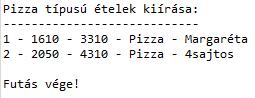 Pizza típusú ételek kiírása:
----------------------------
1 - 1610 - 3310 - Pizza - Margaréta
2 - 2050 - 4310 - Pizza - 4sajtos
Futás vége!